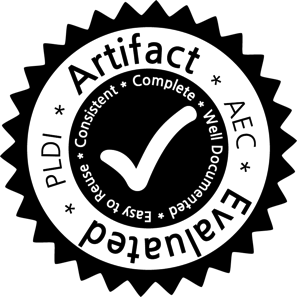 Artifact * AEC * Evaluated * PLDI *
Consistent * Complete * Well Documented * Easy to Reuse *